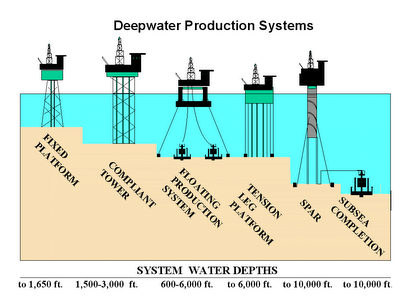 Deepwater Production Systems
FIXED
PLATFORM
COMPLIANT
TOWER
FLOATING
PRODUCTION
SYSTEM
TENSION
LEG
PLATFORM
SPAR
SUBSEA
COMPLETION
SYSTEM WATER DEPTHS
to 1,650 ft. 1,500-3,000 ft. 600-6,000 ft. to 6,000 ft. to 10,000 ft. to 10,000 ft.